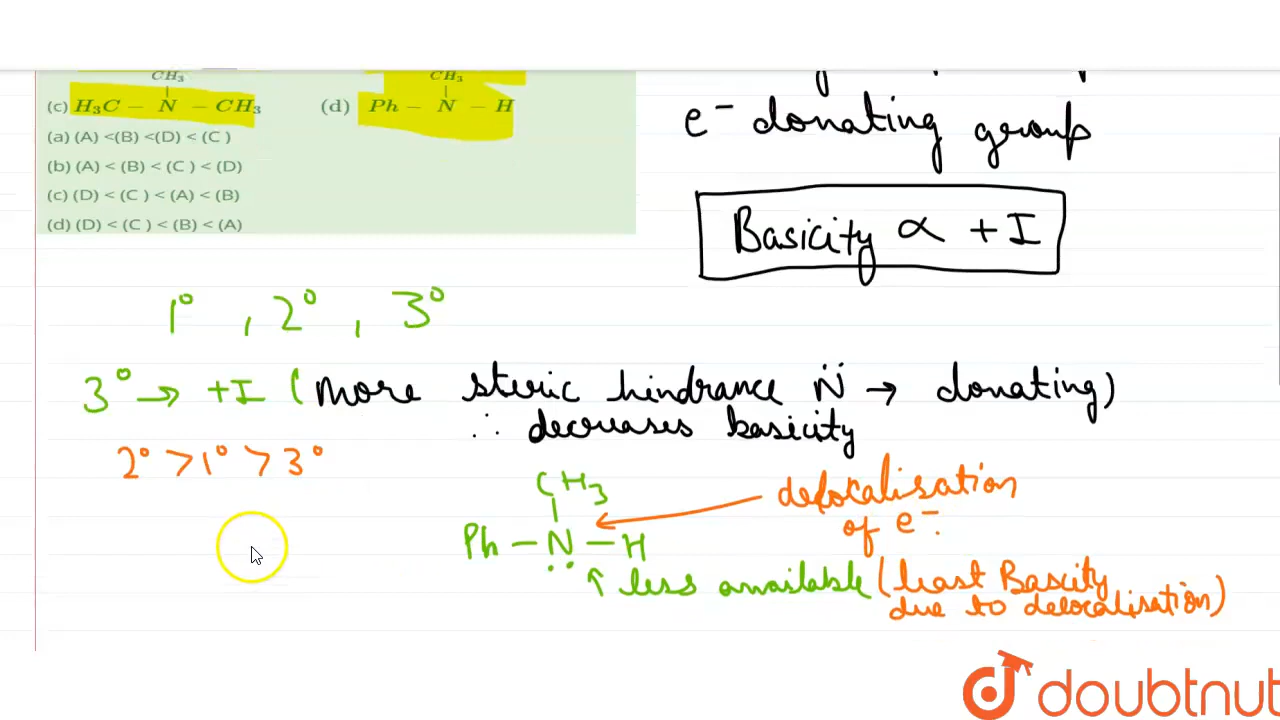 CH₃ CH₃
(c) H₃C − N − CH₃ (d) Ph − N − H
(a) (A) <(B) <(D) < (C )
(b) (A) < (B) < (C ) < (D)
(c) (D) < (C ) < (A) < (B)
(d) (D) < (C ) < (B) < (A)
e⁻ donating group
Basicity ∝ +I
1° , 2° , 3°
3° → +I (more steric hindrance N̈ → donating)
∴ decreases basicity
2° > 1° > 3°
CH₃
delocalisation
of e⁻.
Ph − N − H
less available (least Bascity
due to delocalisation)
doubtnut